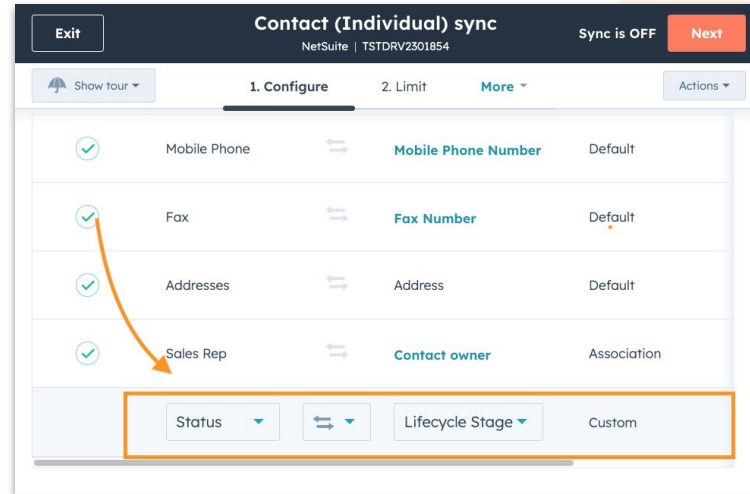 Exit
Contact (Individual) sync
NetSuite | TSTDRV2301854
Sync is OFF
Next
Show tour
1. Configure
2. Limit
More
Actions
Mobile Phone Mobile Phone Number Default
Fax Fax Number Default
Addresses Address Default
Sales Rep Contact owner Association
Status Lifecycle Stage Custom